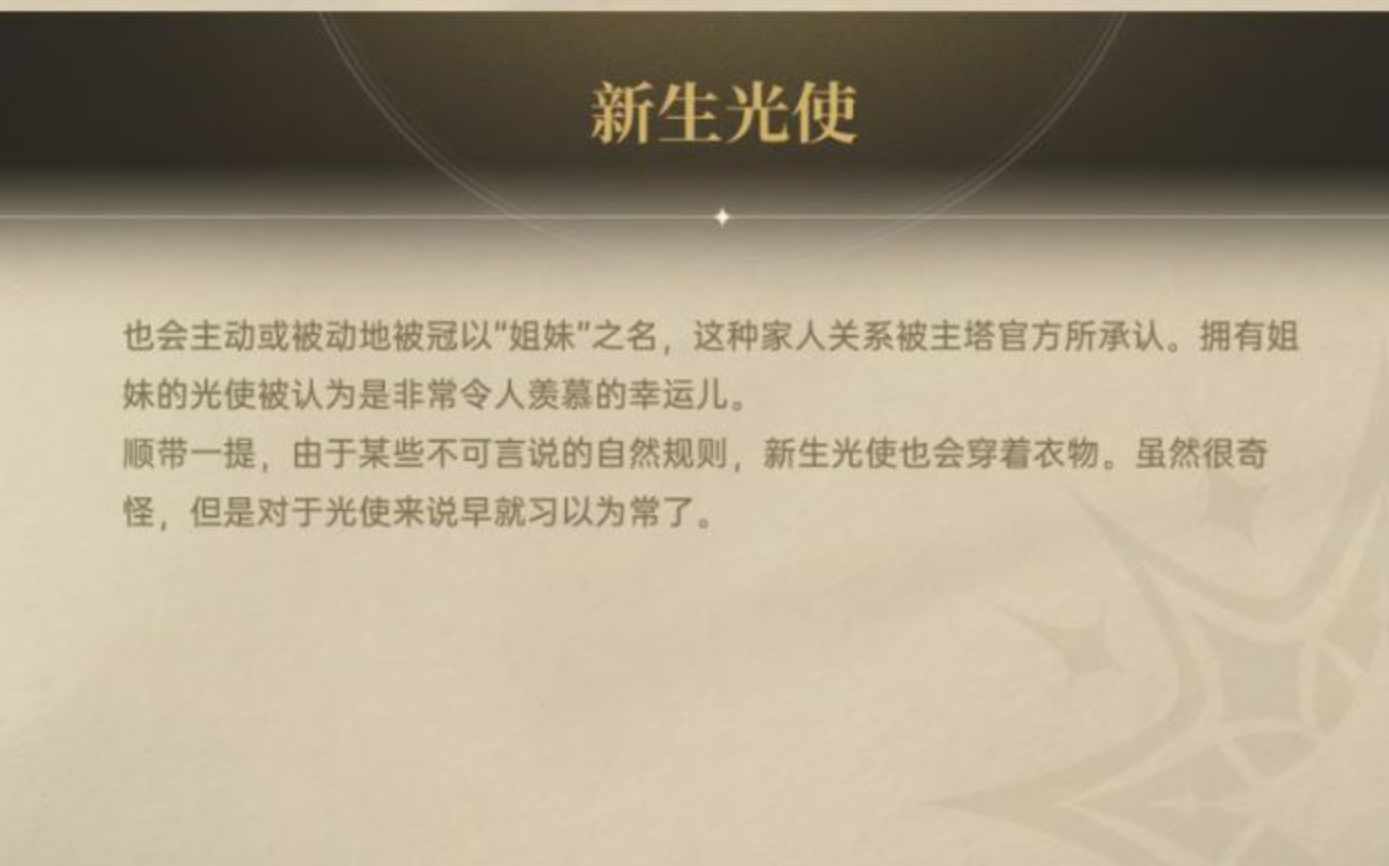 新生光使
也会主动或被动地被冠以"姐妹"之名，这种家人关系被主塔官方所承认。拥有姐
妹的光使被认为是非常令人羡慕的幸运儿。
顺带一提，由于某些不可言说的自然规则，新生光使也会穿着衣物。虽然很奇
怪，但是对于光使来说早就习以为常了。